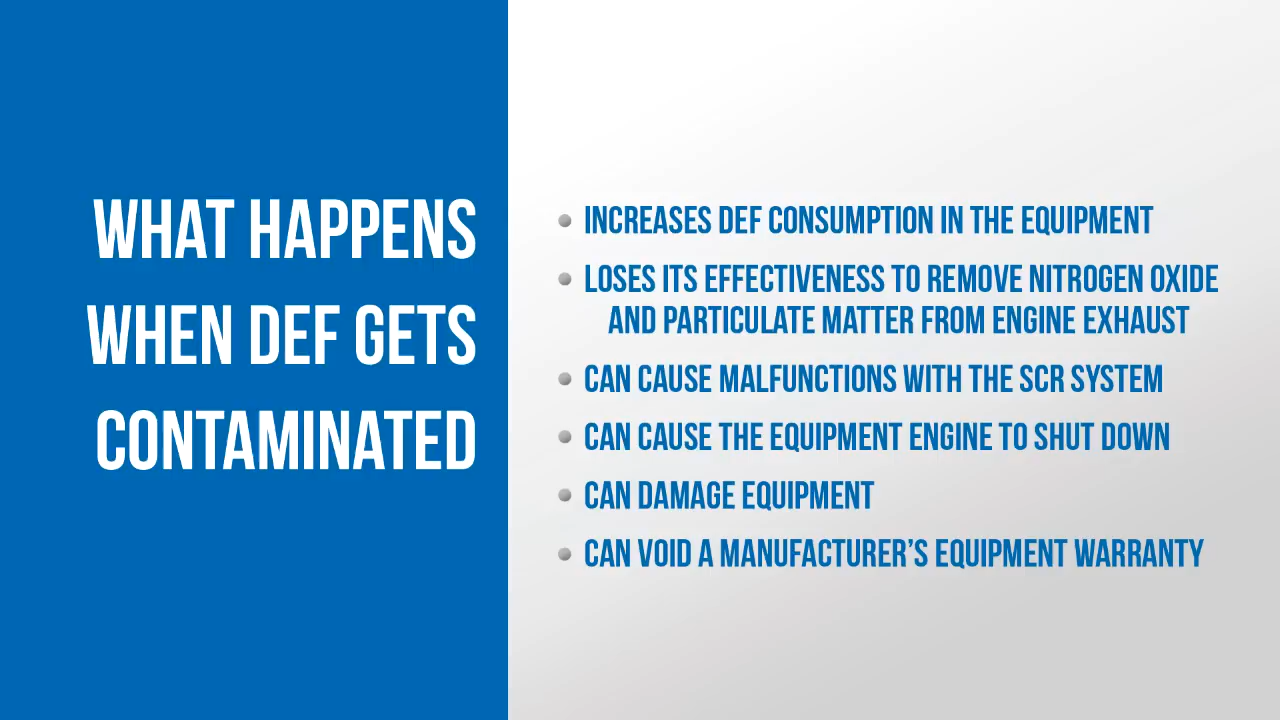 WHAT HAPPENS
WHEN DEF GETS
CONTAMINATED
INCREASES DEF CONSUMPTION IN THE EQUIPMENT
LOSES ITS EFFECTIVENESS TO REMOVE NITROGEN OXIDE
AND PARTICULATE MATTER FROM ENGINE EXHAUST
CAN CAUSE MALFUNCTIONS WITH THE SCR SYSTEM
CAN CAUSE THE EQUIPMENT ENGINE TO SHUT DOWN
CAN DAMAGE EQUIPMENT
CAN VOID A MANUFACTURER’S EQUIPMENT WARRANTY